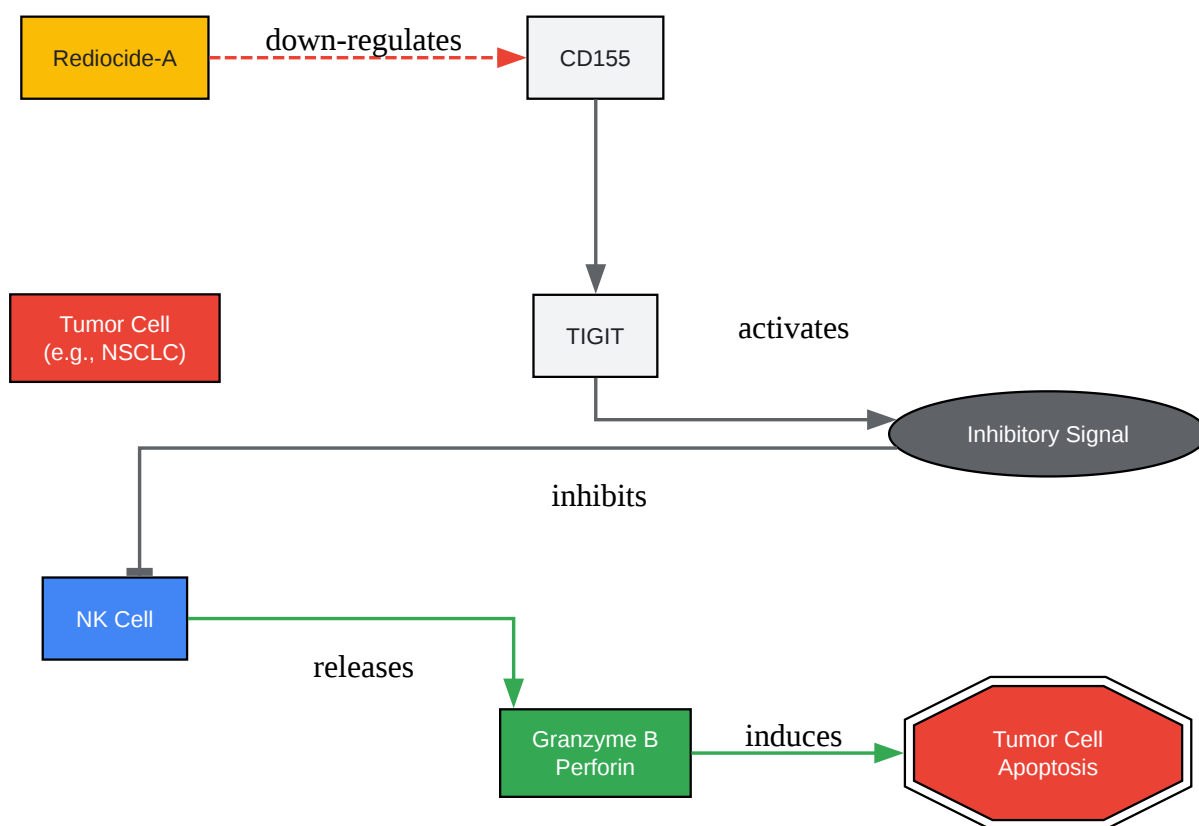 Rediocide-A
down-regulates
CD155
Tumor Cell
(e.g., NSCLC)
TIGIT
activates
Inhibitory Signal
inhibits
NK Cell
releases
Granzyme B
Perforin
induces
Tumor Cell
Apoptosis